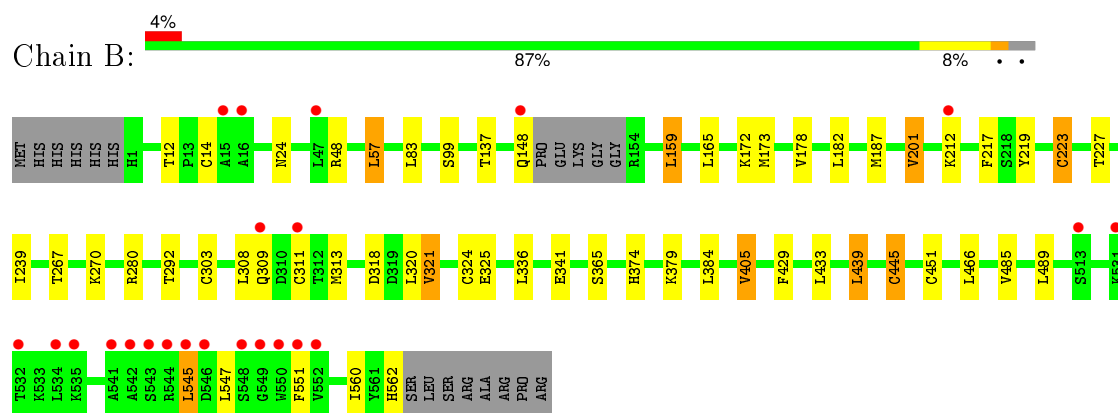 4%
Chain B:
87% 8% • •
MET HIS HIS HIS HIS HIS H1 T12 P13 C14 A15 A16 N24 L47 R48 L57 L83 S99 T137 Q148 PRO GLU LYS GLY GLY R154 L159 L165 K172 M173 V178 L182 M187 V201 K212 F217 S218 Y219 C223 T227
I239 T267 K270 R280 T292 C303 L308 Q309 D310 C311 T312 M313 D318 D319 L320 V321 C324 E325 L336 E341 S365 H374 K379 L384 V405 F429 L433 L439 C445 C451 L466 V485 L489 S513 K531
T532 K533 L534 K535 A541 A542 S543 R544 L545 D546 L547 S548 G549 W550 F551 V552 I560 Y561 H562 SER LEU SER ARG ALA ARG PRO ARG